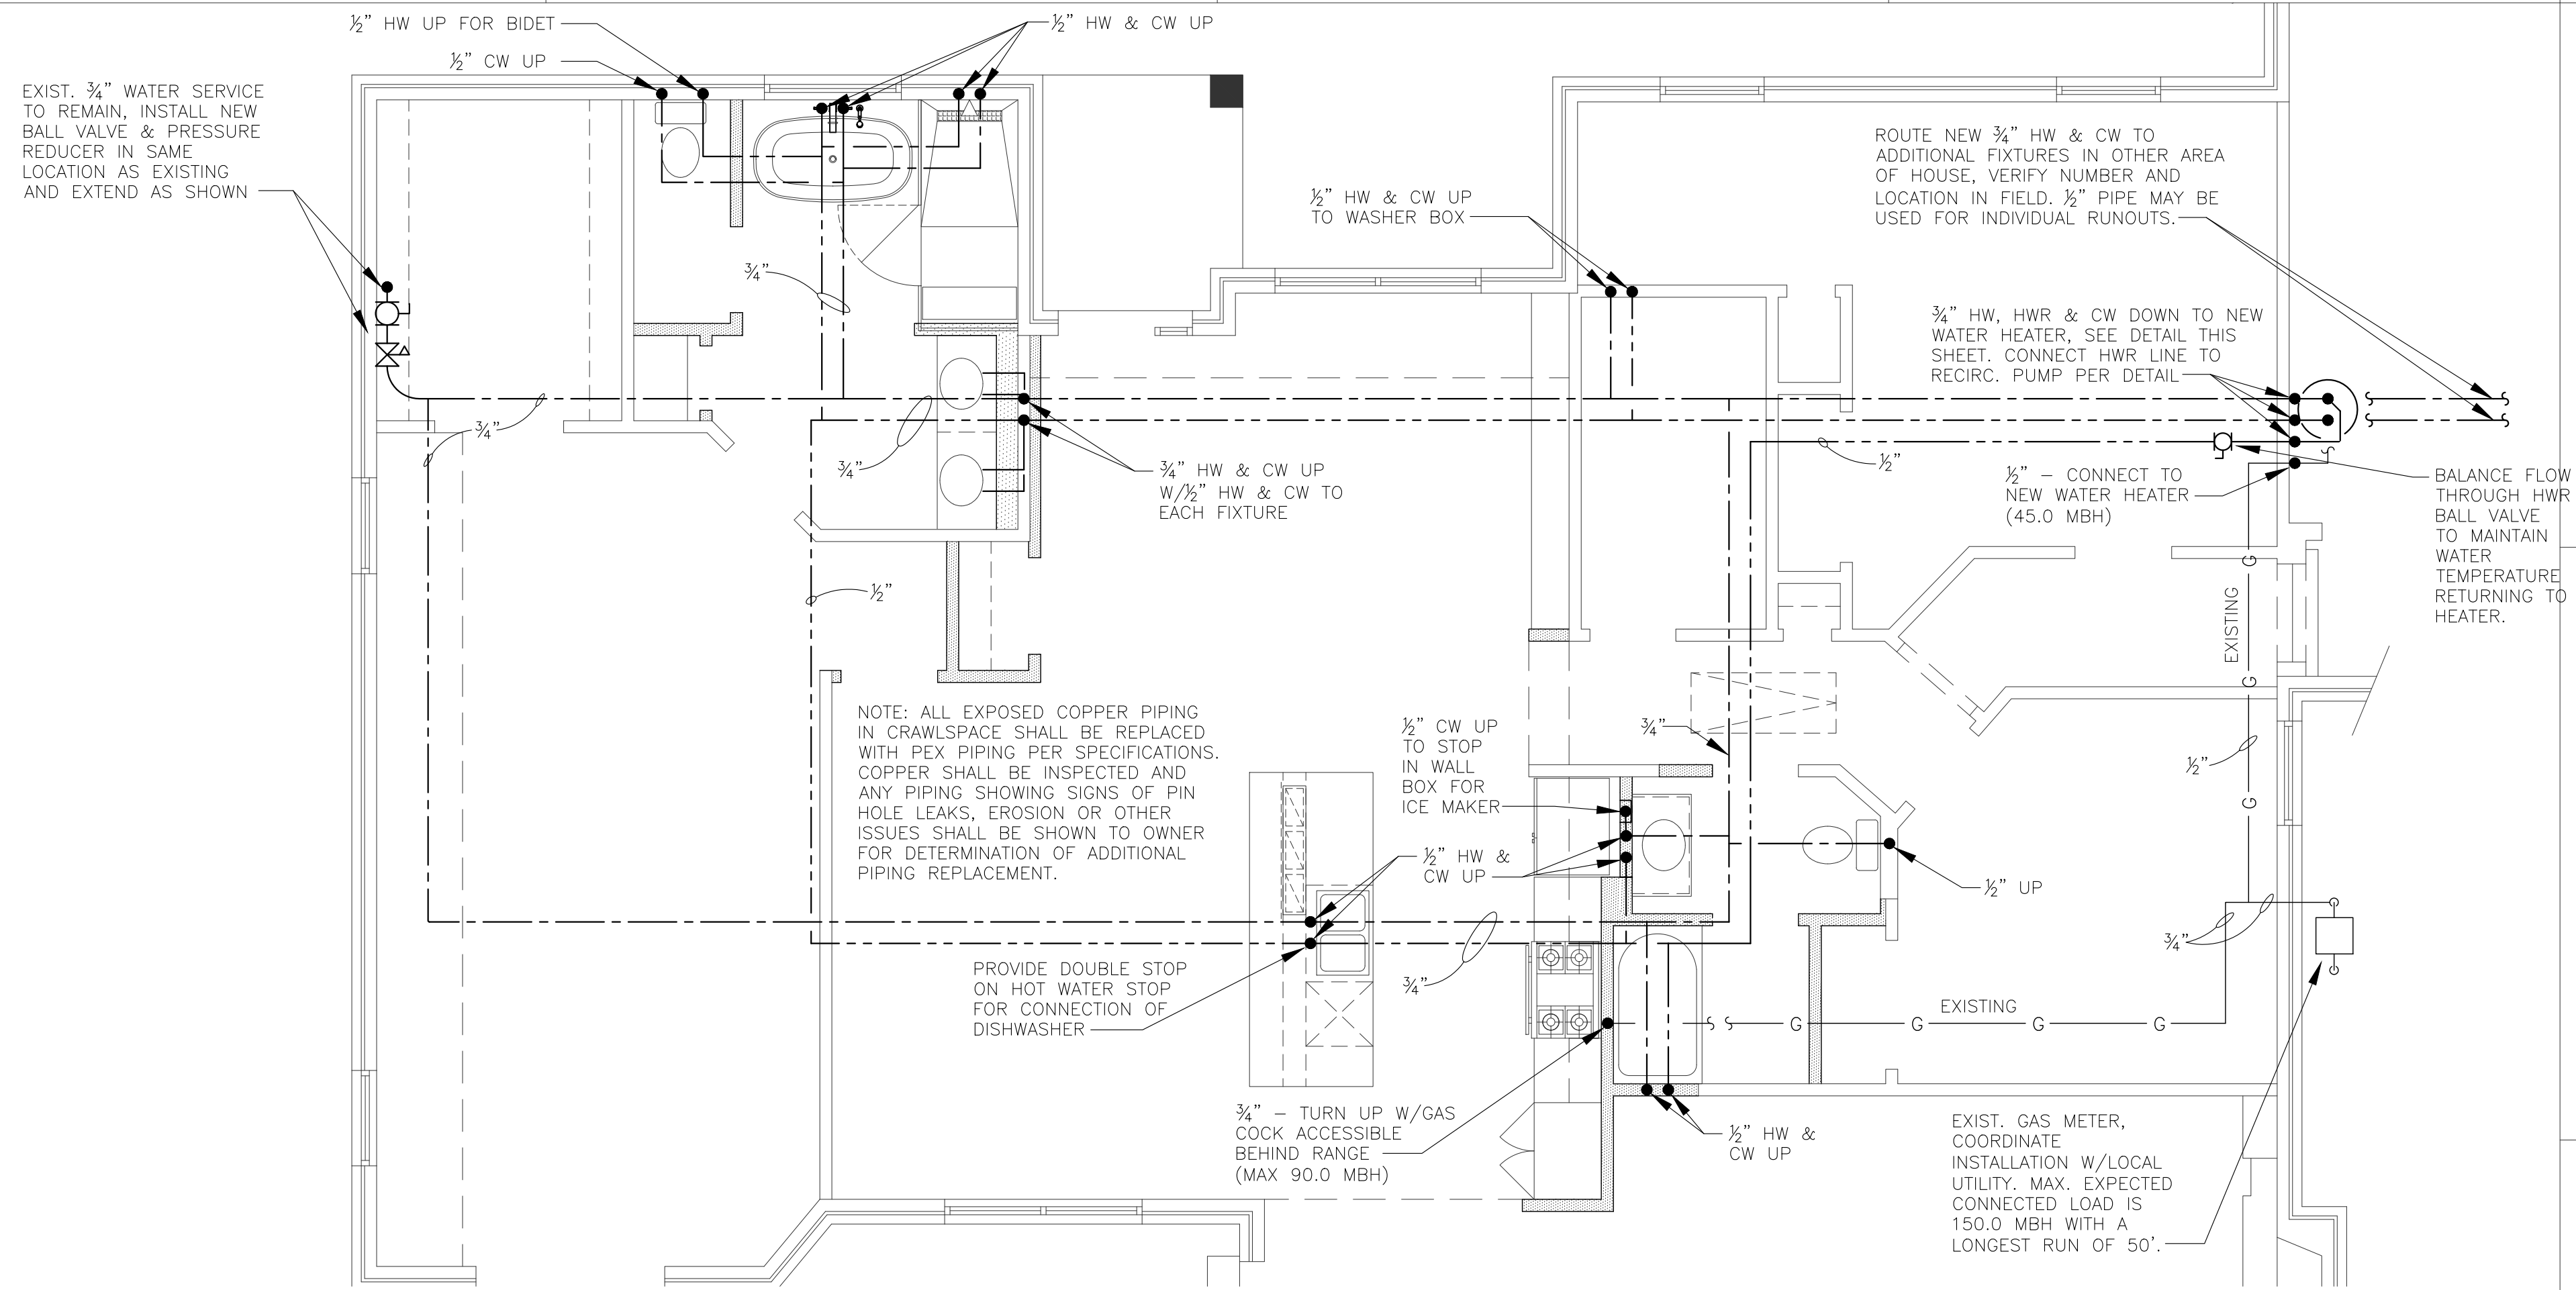 ½" HW UP FOR BIDET
½" CW UP
½" HW & CW UP
EXIST. ¾" WATER SERVICE
TO REMAIN, INSTALL NEW
BALL VALVE & PRESSURE
REDUCER IN SAME
LOCATION AS EXISTING
AND EXTEND AS SHOWN
½" HW & CW UP
TO WASHER BOX
ROUTE NEW ¾" HW & CW TO
ADDITIONAL FIXTURES IN OTHER AREA
OF HOUSE, VERIFY NUMBER AND
LOCATION IN FIELD. ½" PIPE MAY BE
USED FOR INDIVIDUAL RUNOUTS.
¾"
¾" HW, HWR & CW DOWN TO NEW
WATER HEATER, SEE DETAIL THIS
SHEET. CONNECT HWR LINE TO
RECIRC. PUMP PER DETAIL
¾"
¾"
¾" HW & CW UP
W/½" HW & CW TO
EACH FIXTURE
½"
½" – CONNECT TO
NEW WATER HEATER
(45.0 MBH)
BALANCE FLOW
THROUGH HWR
BALL VALVE
TO MAINTAIN
WATER
TEMPERATURE
RETURNING TO
HEATER.
½"
G
EXISTING
G
½"
G
NOTE: ALL EXPOSED COPPER PIPING
IN CRAWLSPACE SHALL BE REPLACED
WITH PEX PIPING PER SPECIFICATIONS.
COPPER SHALL BE INSPECTED AND
ANY PIPING SHOWING SIGNS OF PIN
HOLE LEAKS, EROSION OR OTHER
ISSUES SHALL BE SHOWN TO OWNER
FOR DETERMINATION OF ADDITIONAL
PIPING REPLACEMENT.
½" CW UP
TO STOP
IN WALL
BOX FOR
ICE MAKER
¾"
½" HW &
CW UP
½" UP
¾"
PROVIDE DOUBLE STOP
ON HOT WATER STOP
FOR CONNECTION OF
DISHWASHER
¾"
EXISTING
G G G G
¾" – TURN UP W/GAS
COCK ACCESSIBLE
BEHIND RANGE
(MAX 90.0 MBH)
½" HW &
CW UP
EXIST. GAS METER,
COORDINATE
INSTALLATION W/LOCAL
UTILITY. MAX. EXPECTED
CONNECTED LOAD IS
150.0 MBH WITH A
LONGEST RUN OF 50'.